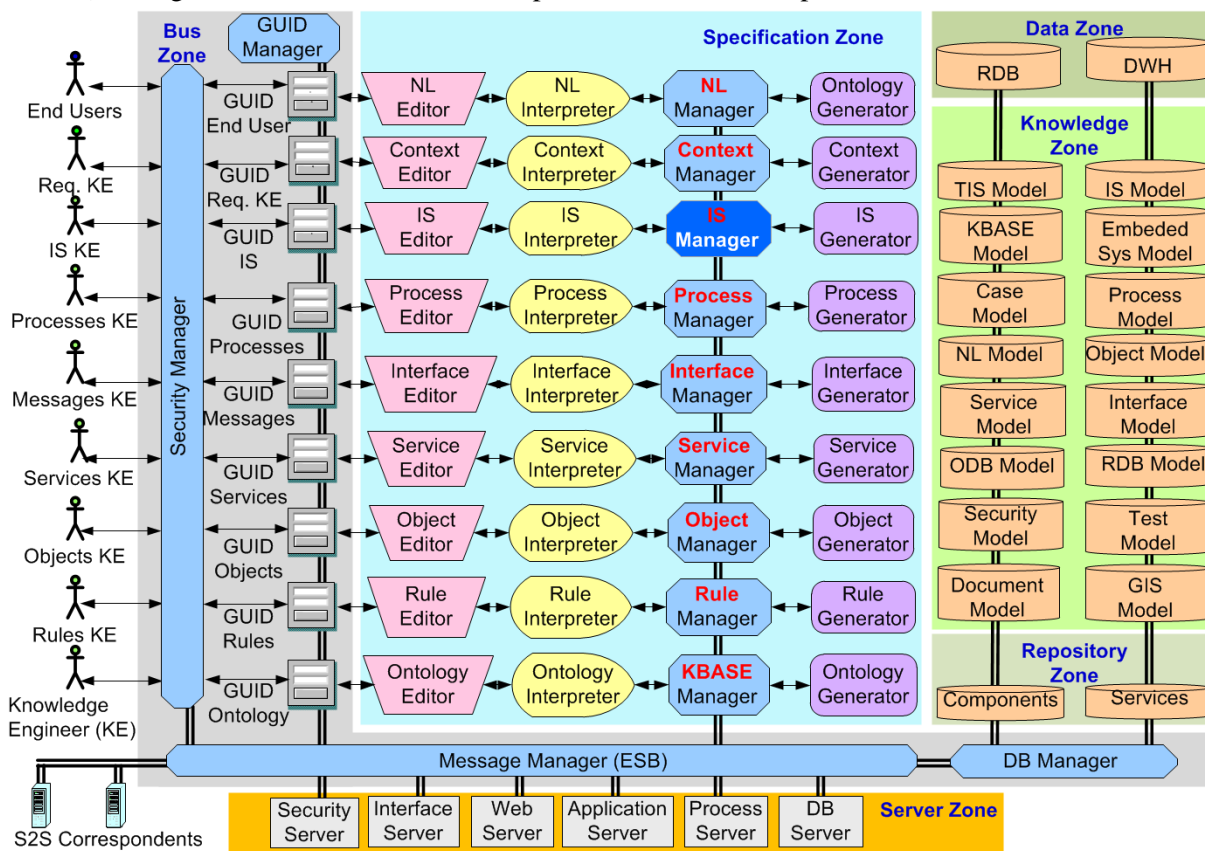 Bus
Zone
GUID
Manager
Specification Zone
Data Zone
RDB
DWH
End Users
GUID
End User
NL
Editor
NL
Interpreter
NL
Manager
Ontology
Generator
Knowledge
Zone
Req. KE
GUID
Req. KE
Context
Editor
Context
Interpreter
Context
Manager
Context
Generator
TIS Model
IS Model
IS KE
GUID
IS
IS
Editor
IS
Interpreter
IS
Manager
IS
Generator
KBASE
Model
Embeded
Sys Model
Processes KE
GUID
Processes
Process
Editor
Process
Interpreter
Process
Manager
Process
Generator
Case
Model
Process
Model
Security Manager
Messages KE
GUID
Messages
Interface
Editor
Interface
Interpreter
Interface
Manager
Interface
Generator
NL Model
Object Model
Service
Model
Interface
Model
Services KE
GUID
Services
Service
Editor
Service
Interpreter
Service
Manager
Service
Generator
ODB Model
RDB Model
Objects KE
GUID
Objects
Object
Editor
Object
Interpreter
Object
Manager
Object
Generator
Security
Model
Test
Model
Rules KE
GUID
Rules
Rule
Editor
Rule
Interpreter
Rule
Manager
Rule
Generator
Document
Model
GIS
Model
Knowledge
Engineer (KE)
GUID
Ontology
Ontology
Editor
Ontology
Interpreter
KBASE
Manager
Ontology
Generator
Repository
Zone
Components
Services
Message Manager (ESB)
DB Manager
S2S Correspondents
Security
Server
Interface
Server
Web
Server
Application
Server
Process
Server
DB
Server
Server Zone